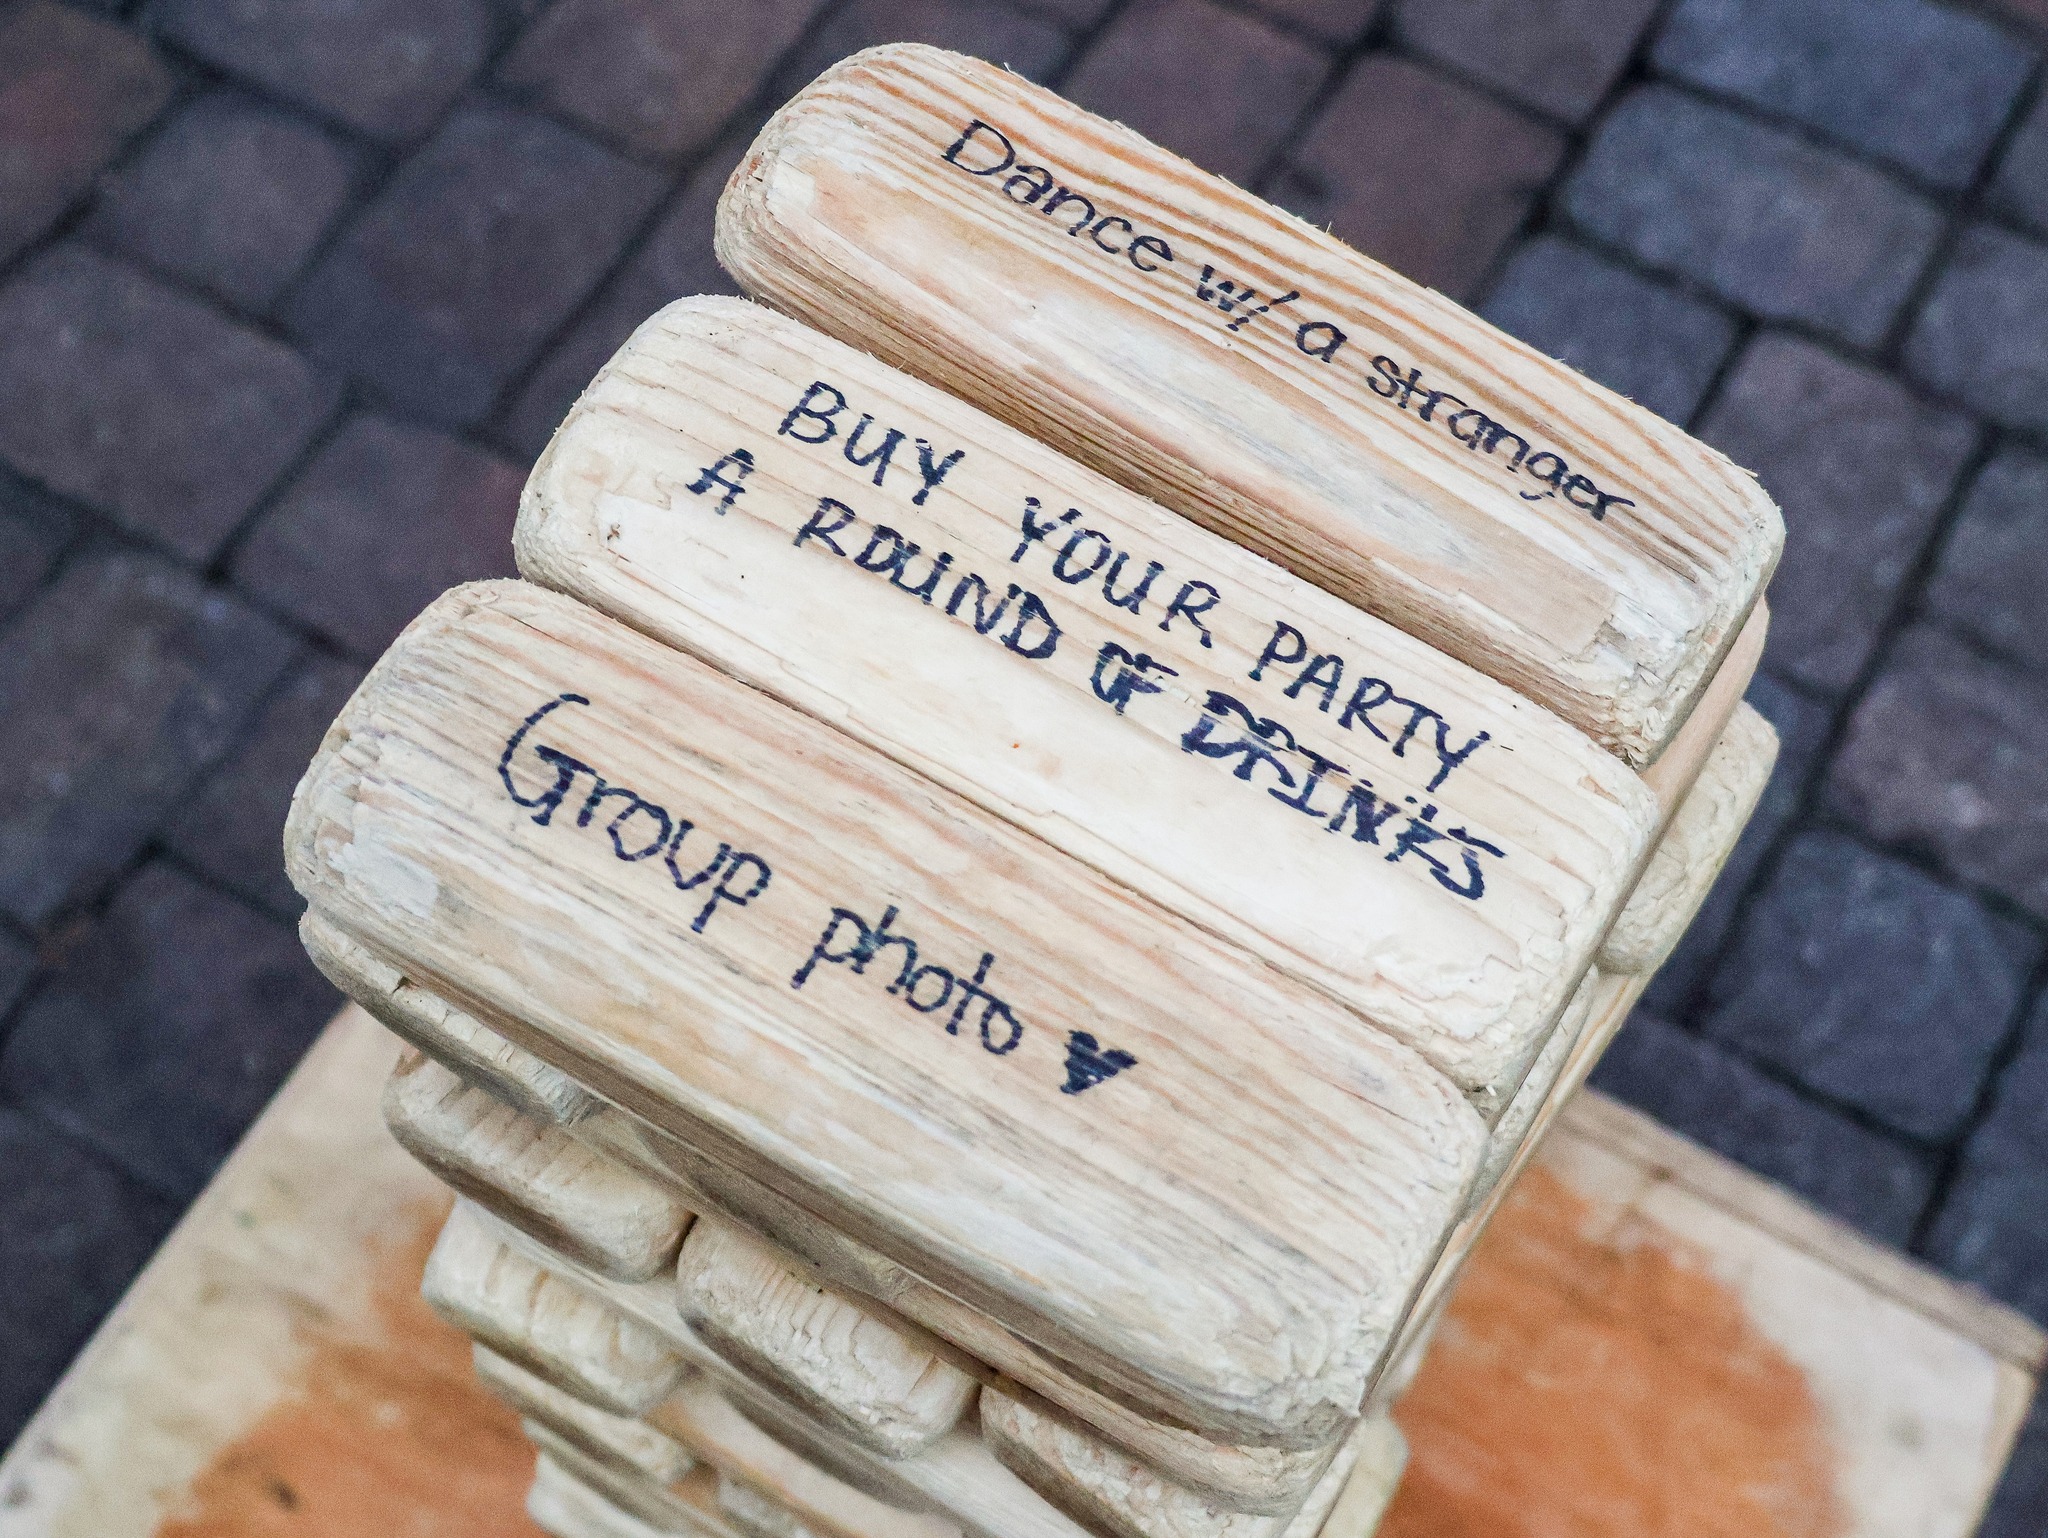 Dance w/ a stranger
BUY YOUR PARTY
A ROUND OF DRINKS
Group photo ♥